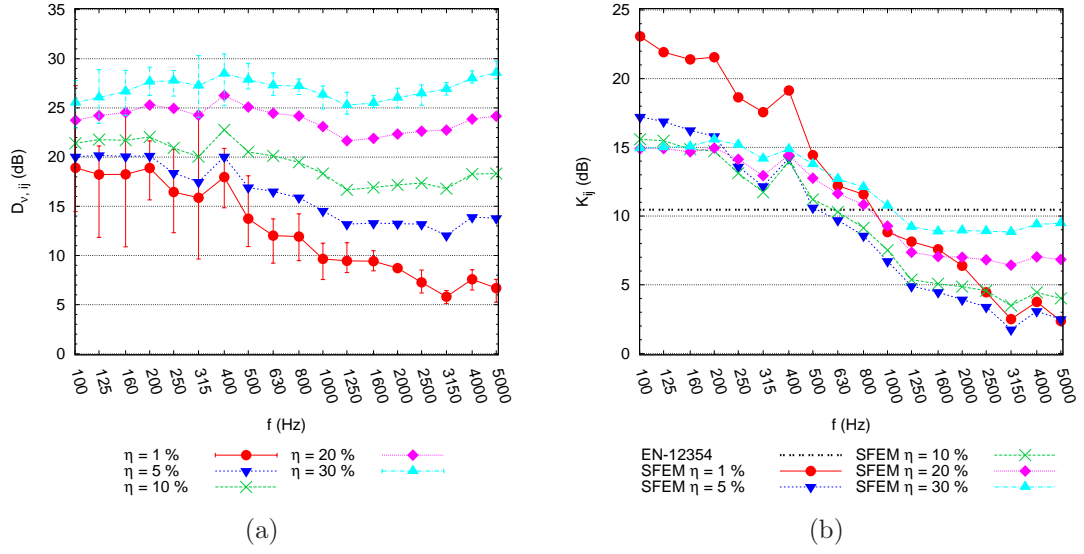 35
30
25
20
15
10
5
0
D_{v, ij} (dB)
100 125 160 200 250 315 400 500 630 800 1000 1250 1600 2000 2500 3150 4000 5000
f (Hz)
η = 1 %
η = 5 %
η = 10 %
η = 20 %
η = 30 %
(a)
25
20
15
10
5
0
K_{ij} (dB)
100 125 160 200 250 315 400 500 630 800 1000 1250 1600 2000 2500 3150 4000 5000
f (Hz)
EN-12354
SFEM η = 1 %
SFEM η = 5 %
SFEM η = 10 %
SFEM η = 20 %
SFEM η = 30 %
(b)